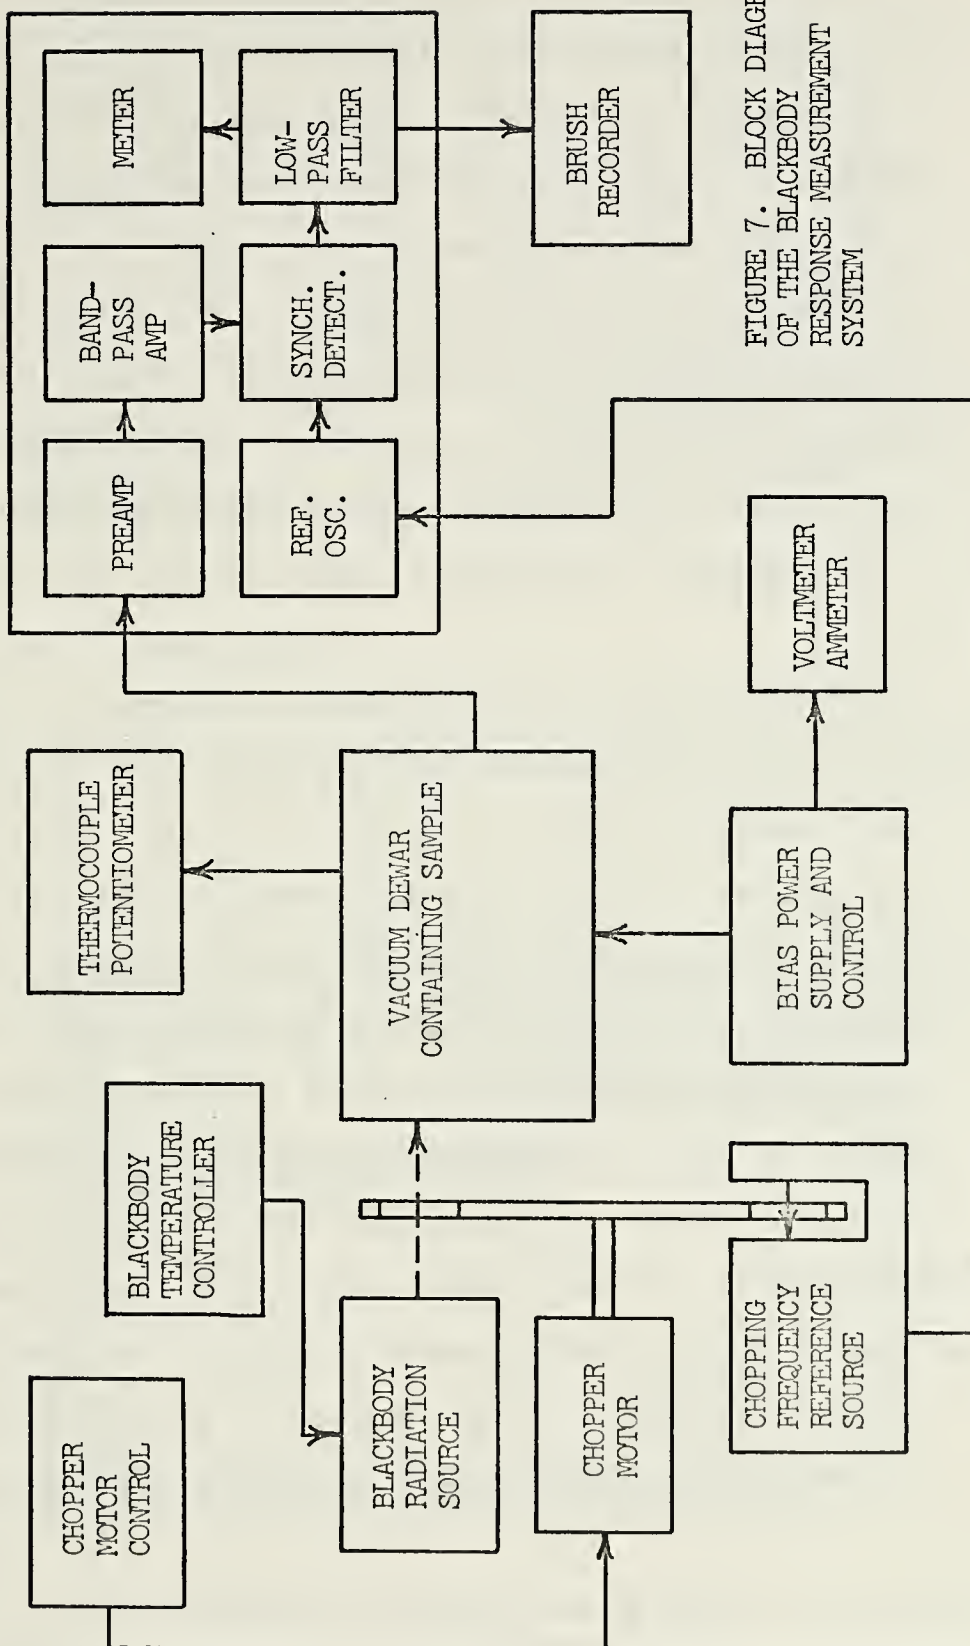 CHOPPER
MOTOR
CONTROL
BLACKBODY
TEMPERATURE
CONTROLLER
THERMOCOUPLE
POTENTIOMETER
PREAMP
BAND-
PASS
AMP
METER
REF.
OSC.
SYNCH.
DETECT.
LOW-
PASS
FILTER
BLACKBODY
RADIATION
SOURCE
VACUUM DEWAR
CONTAINING SAMPLE
BRUSH
RECORDER
CHOPPER
MOTOR
CHOPPING
FREQUENCY
REFERENCE
SOURCE
BIAS POWER
SUPPLY AND
CONTROL
VOLTMETER
AMMETER
FIGURE 7. BLOCK DIAGR
OF THE BLACKBODY
RESPONSE MEASUREMENT
SYSTEM